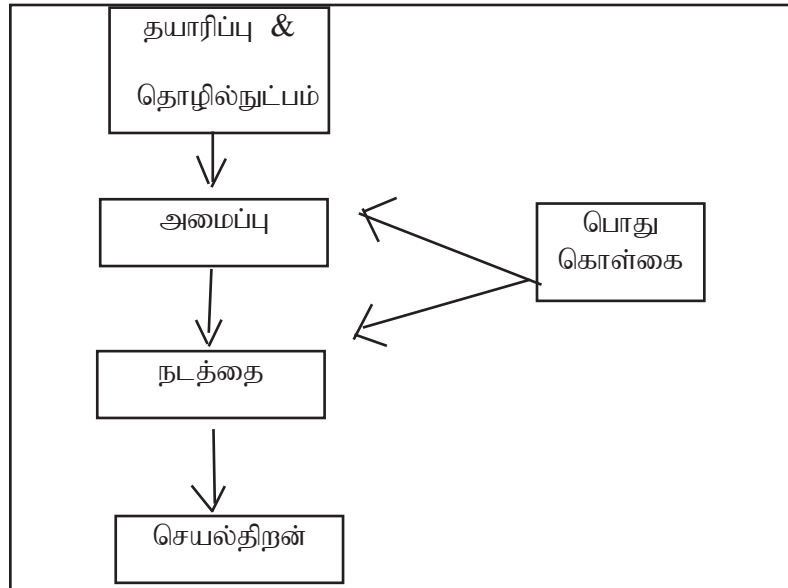 தயாரிப்பு &
தொழில்நுட்பம்
அமைப்பு
பொது
கொள்கை
நடத்தை
செயல்திறன்